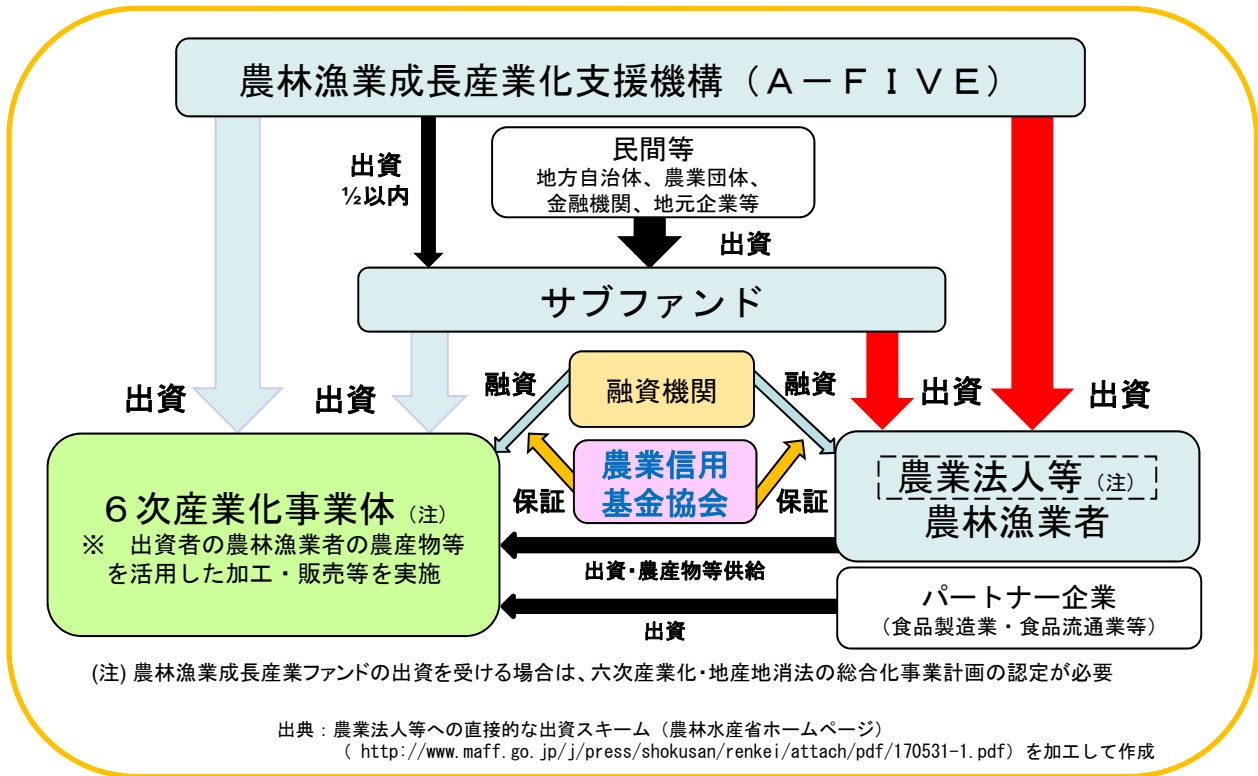 農林漁業成長産業化支援機構（Ａ－ＦＩＶＥ）
出資
½以内
民間等
地方自治体、農業団体、
金融機関、地元企業等
出資
サブファンド
出資
出資
融資
融資機関
融資
出資
出資
農業信用
基金協会
保証
保証
６次産業化事業体（注）
※　出資者の農林漁業者の農産物等
を活用した加工・販売等を実施
農業法人等（注）
農林漁業者
出資・農産物等供給
パートナー企業
（食品製造業・食品流通業等）
出資
(注) 農林漁業成長産業ファンドの出資を受ける場合は、六次産業化・地産地消法の総合化事業計画の認定が必要
出典：農業法人等への直接的な出資スキーム（農林水産省ホームページ）
（ http://www.maff.go.jp/j/press/shokusan/renkei/attach/pdf/170531-1.pdf）を加工して作成